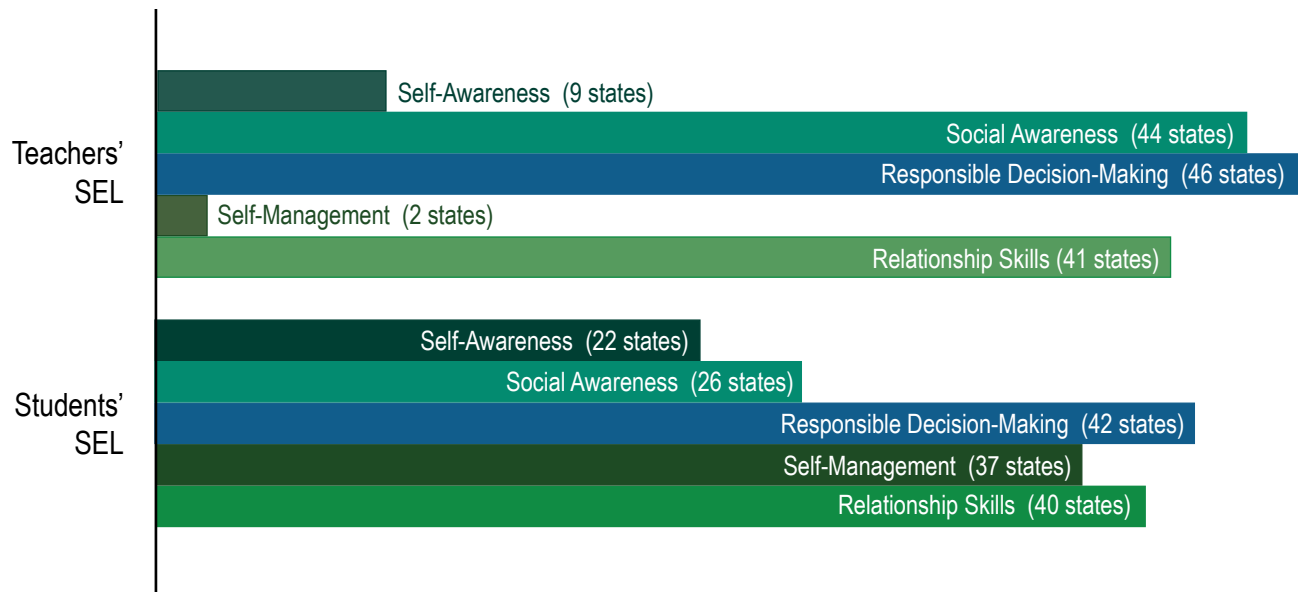 Teachers’
SEL
Self-Awareness (9 states)
Social Awareness (44 states)
Responsible Decision-Making (46 states)
Self-Management (2 states)
Relationship Skills (41 states)
Students’
SEL
Self-Awareness (22 states)
Social Awareness (26 states)
Responsible Decision-Making (42 states)
Self-Management (37 states)
Relationship Skills (40 states)